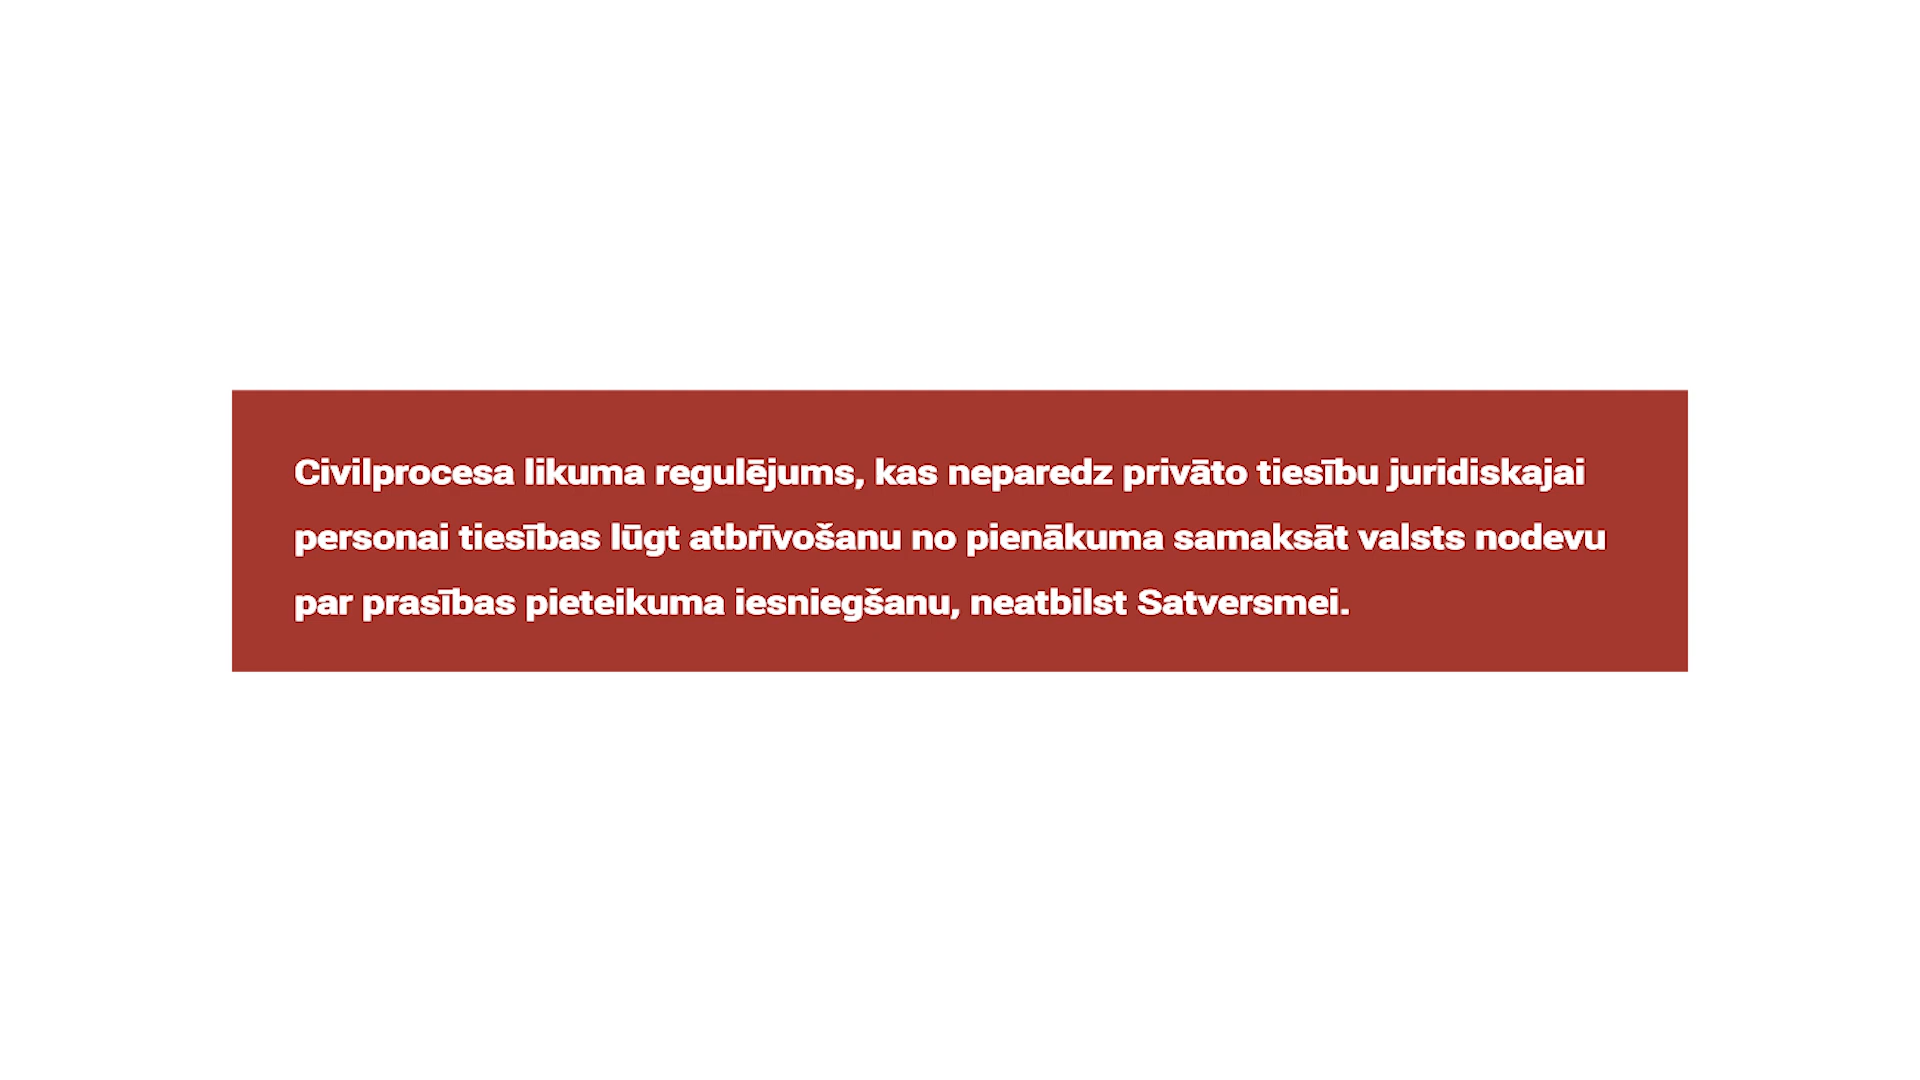 Civilprocesa likuma regulējums, kas neparedz privāto tiesību juridiskajai
personai tiesības lūgt atbrīvošanu no pienākuma samaksāt valsts nodevu
par prasības pieteikuma iesniegšanu, neatbilst Satversmei.